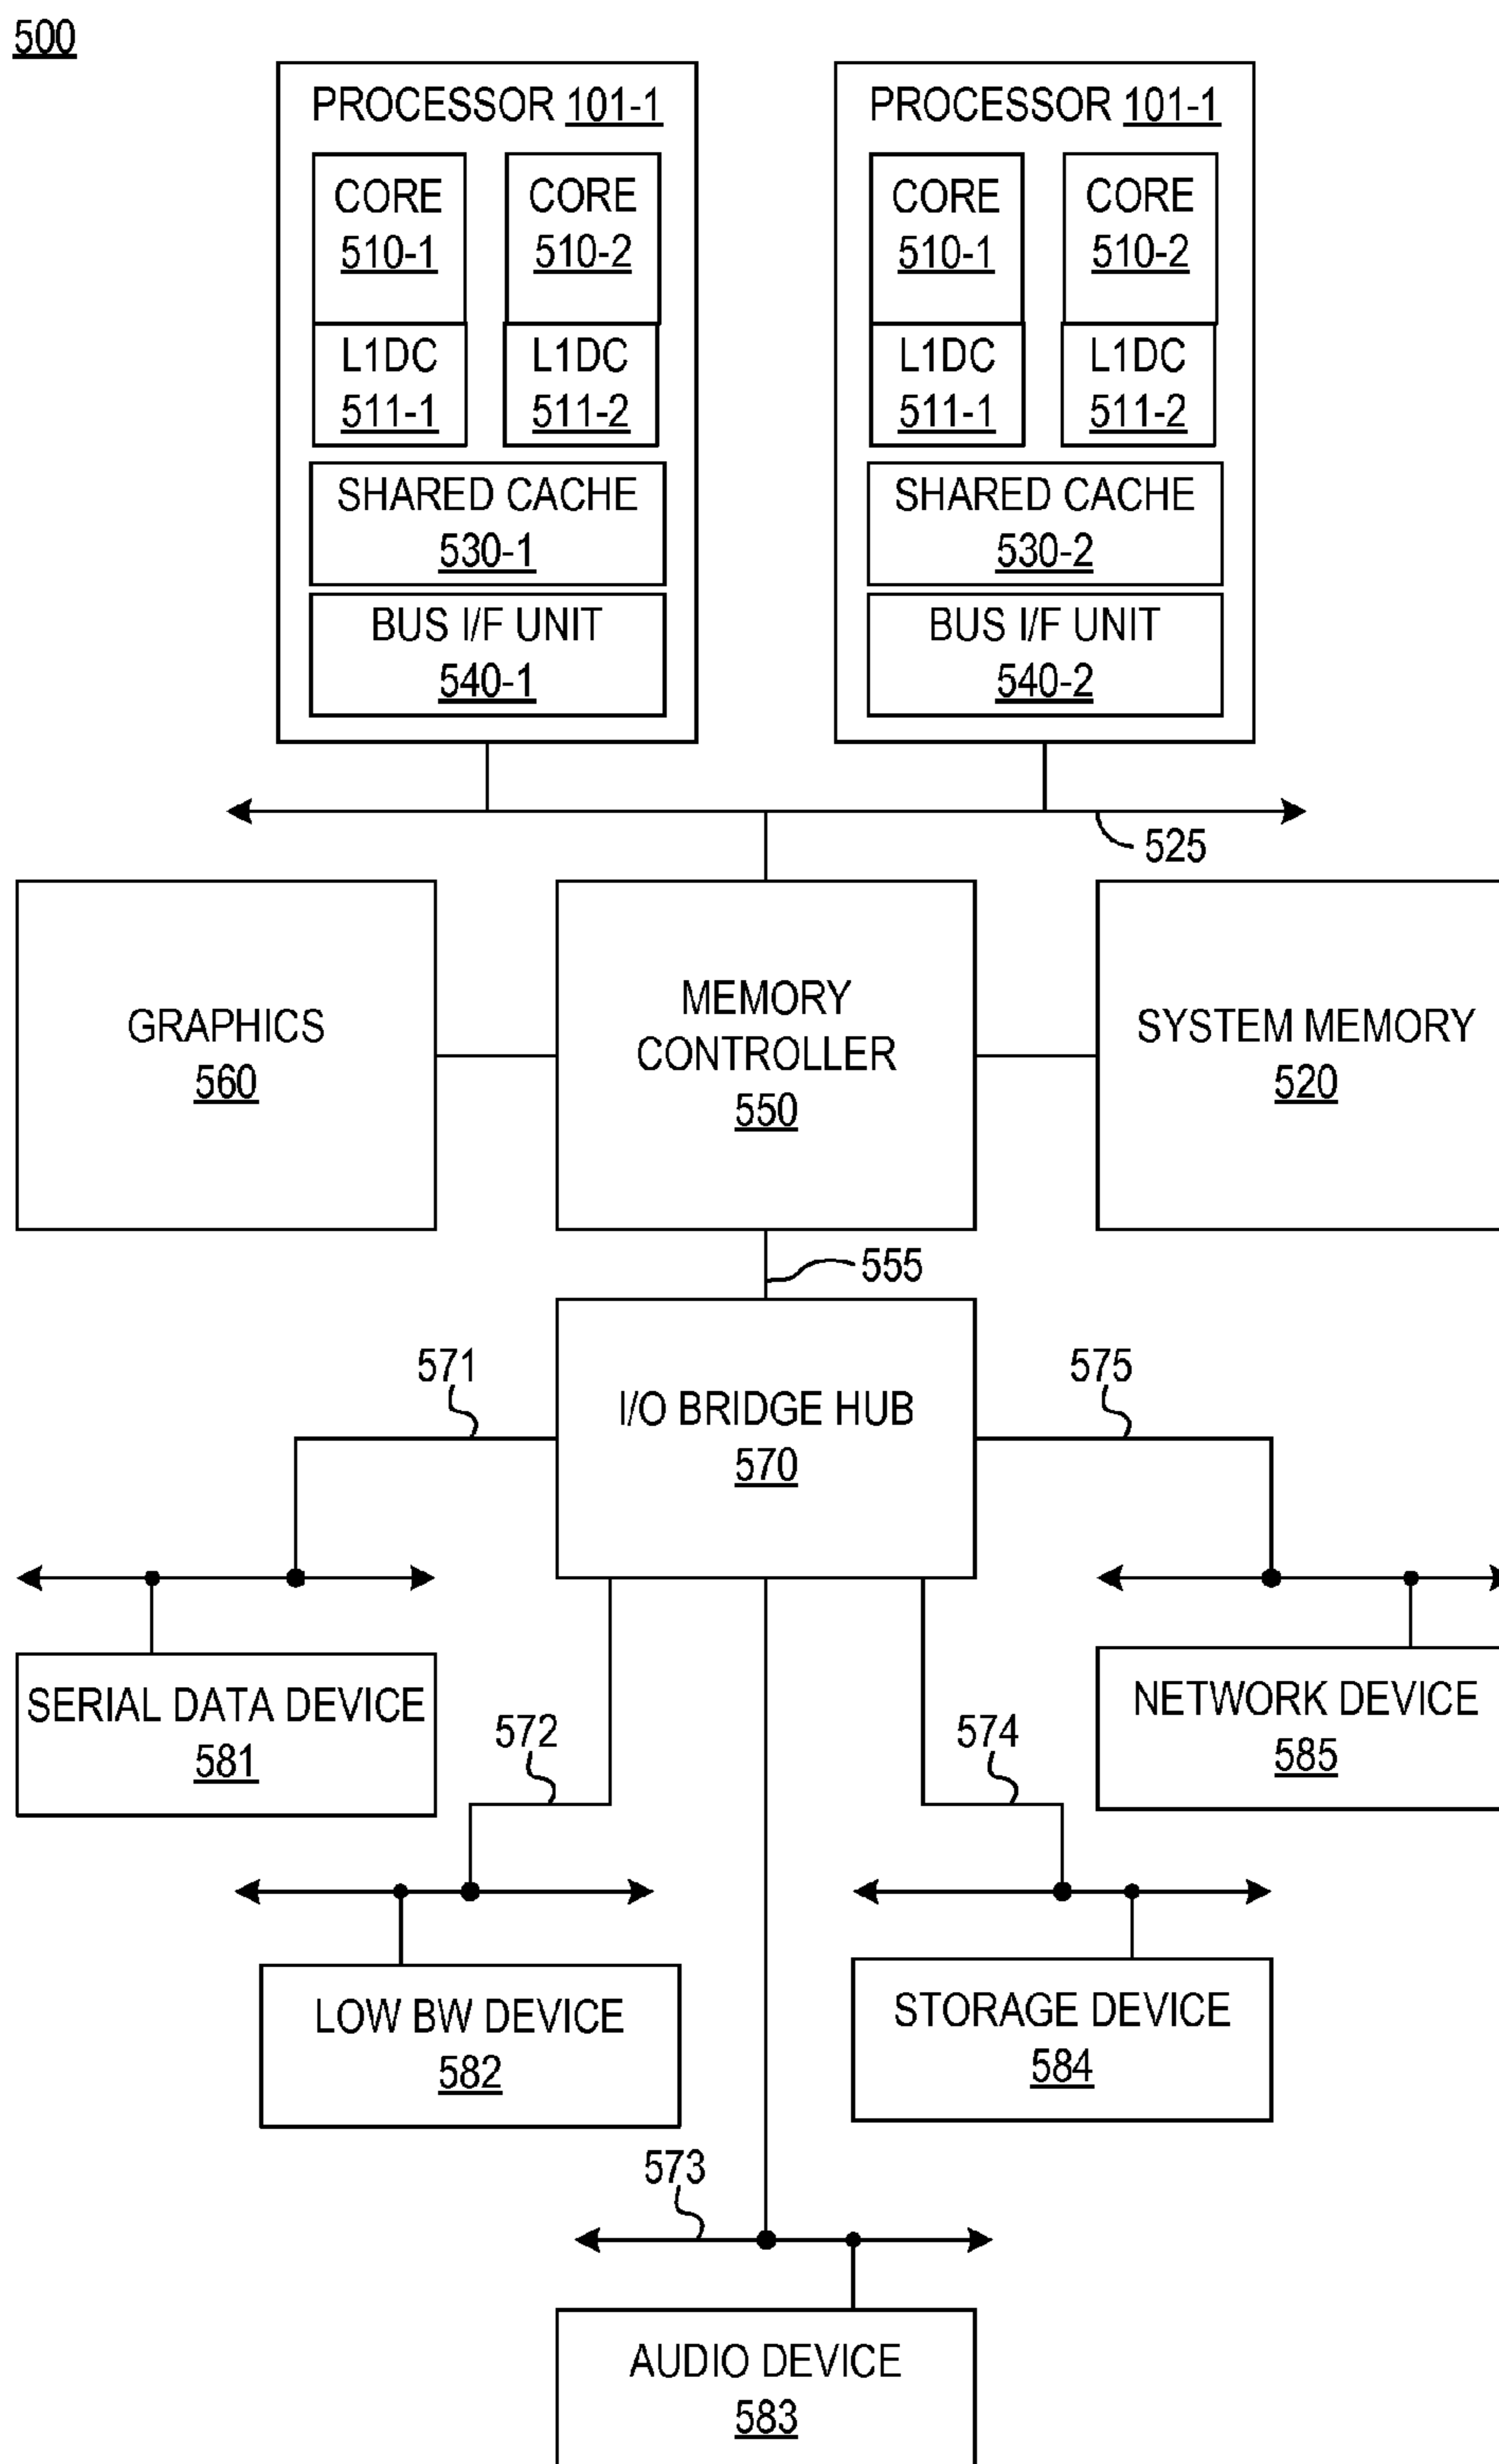 500
PROCESSOR 101-1
CORE
510-1
CORE
510-2
L1DC
511-1
L1DC
511-2
SHARED CACHE
530-1
BUS I/F UNIT
540-1
PROCESSOR 101-1
CORE
510-1
CORE
510-2
L1DC
511-1
L1DC
511-2
SHARED CACHE
530-2
BUS I/F UNIT
540-2
525
GRAPHICS
560
MEMORY
CONTROLLER
550
SYSTEM MEMORY
520
555
571
I/O BRIDGE HUB
570
575
SERIAL DATA DEVICE
581
572
574
NETWORK DEVICE
585
LOW BW DEVICE
582
STORAGE DEVICE
584
573
AUDIO DEVICE
583